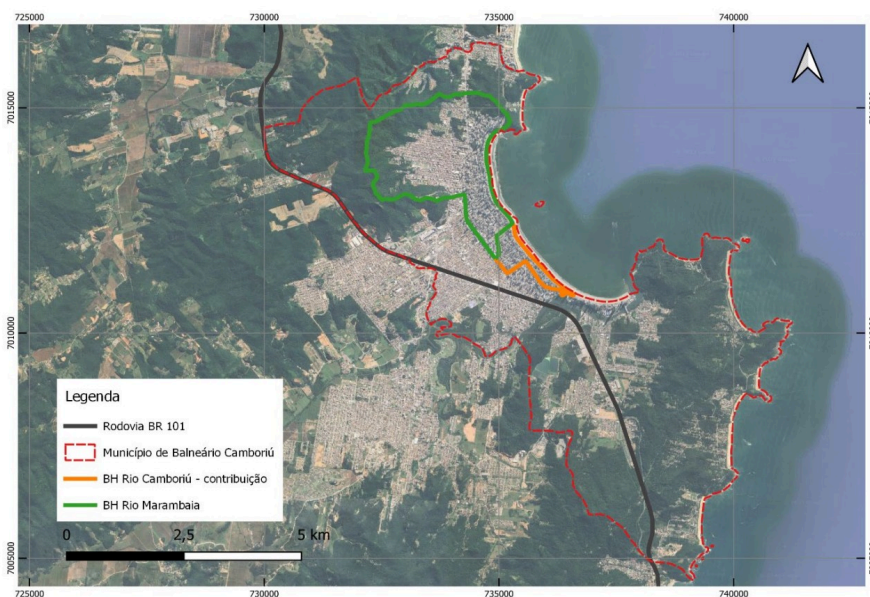 725000 730000 735000 740000
7015000
7010000
Legenda
Rodovia BR 101
Município de Balneário Camboriú
BH Rio Camboriú - contribuição
BH Rio Marambaia
0 2,5 5 km
7005000
725000 730000 735000 740000